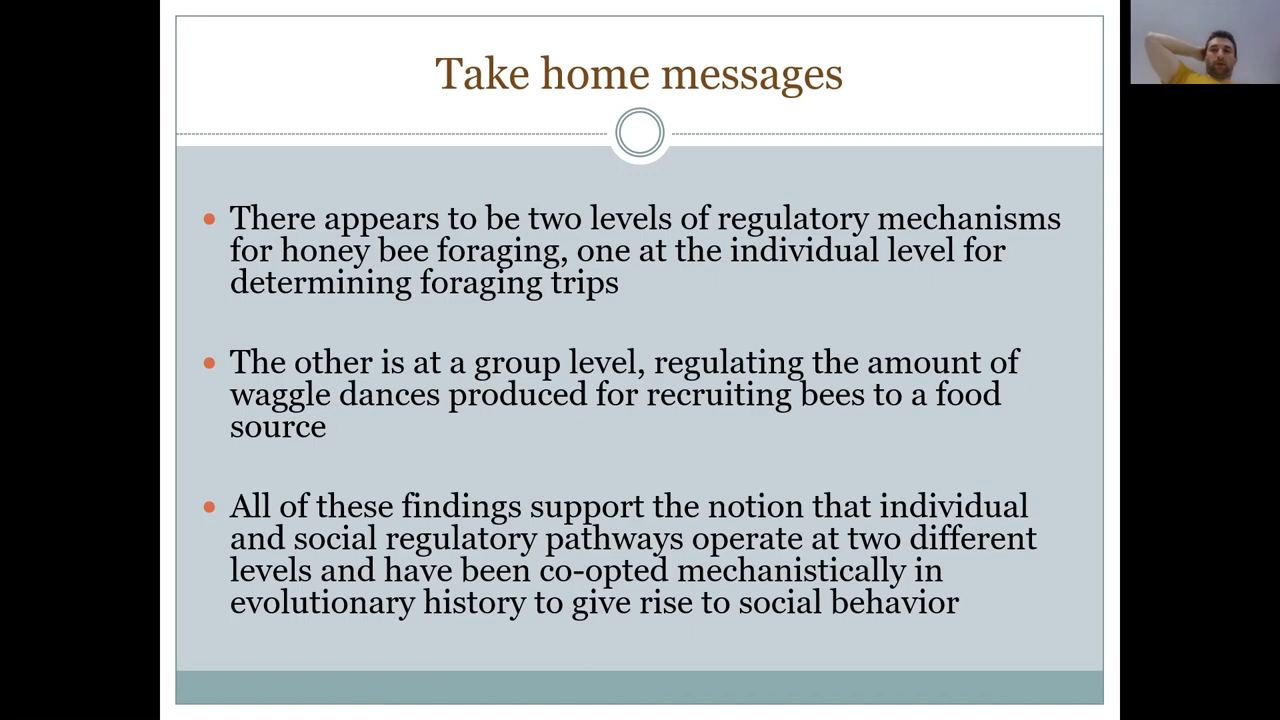 Take home messages
There appears to be two levels of regulatory mechanisms
for honey bee foraging, one at the individual level for
determining foraging trips
The other is at a group level, regulating the amount of
waggle dances produced for recruiting bees to a food
source
All of these findings support the notion that individual
and social regulatory pathways operate at two different
levels and have been co-opted mechanistically in
evolutionary history to give rise to social behavior